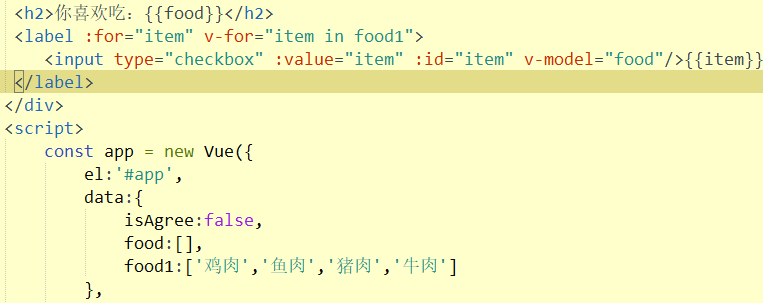 <h2>你喜欢吃：{{food}}</h2>
<label :for="item" v-for="item in food1">
<input type="checkbox" :value="item" :id="item" v-model="food"/>{{item}}
</label>
</div>
<script>
const app = new Vue({
el:'#app',
data:{
isAgree:false,
food:[],
food1:['鸡肉','鱼肉','猪肉','牛肉']
},